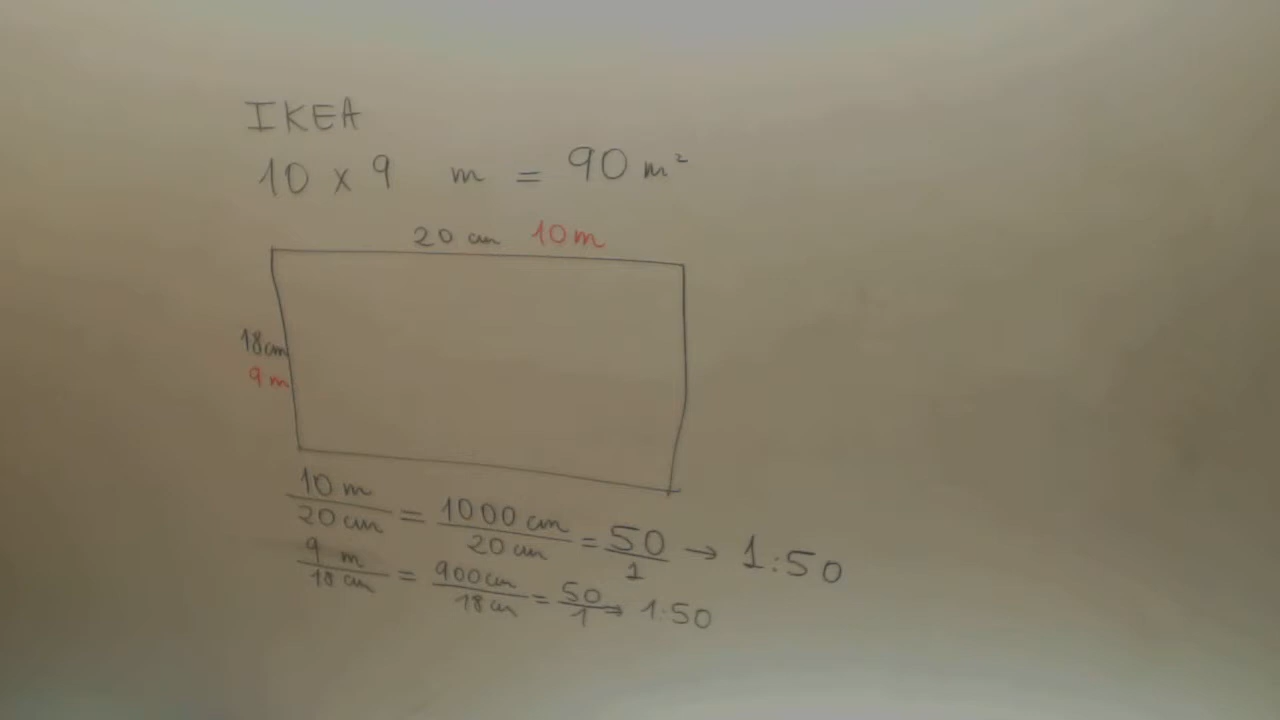 IKEA
10 x 9 m = 90 m²
20 cm 10 m
18 cm
9 m
10 m / 20 cm = 1000 cm / 20 cm = 50 / 1 → 1:50
9 m / 18 cm = 900 cm / 18 cm = 50 / 1 → 1:50